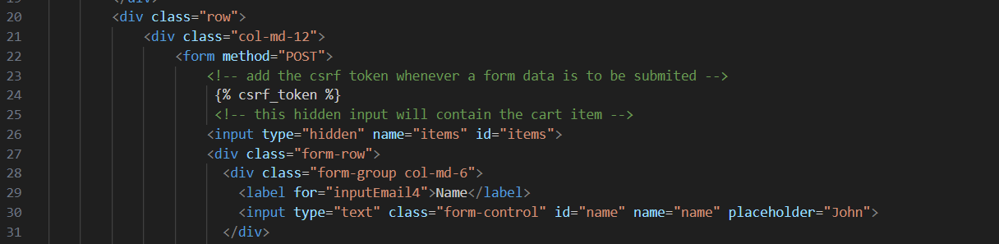 19 </div>
20 <div class="row">
21 <div class="col-md-12">
22 <form method="POST">
23 <!-- add the csrf token whenever a form data is to be submited -->
24 {% csrf_token %}
25 <!-- this hidden input will contain the cart item -->
26 <input type="hidden" name="items" id="items">
27 <div class="form-row">
28 <div class="form-group col-md-6">
29 <label for="inputEmail4">Name</label>
30 <input type="text" class="form-control" id="name" name="name" placeholder="John">
31 </div>